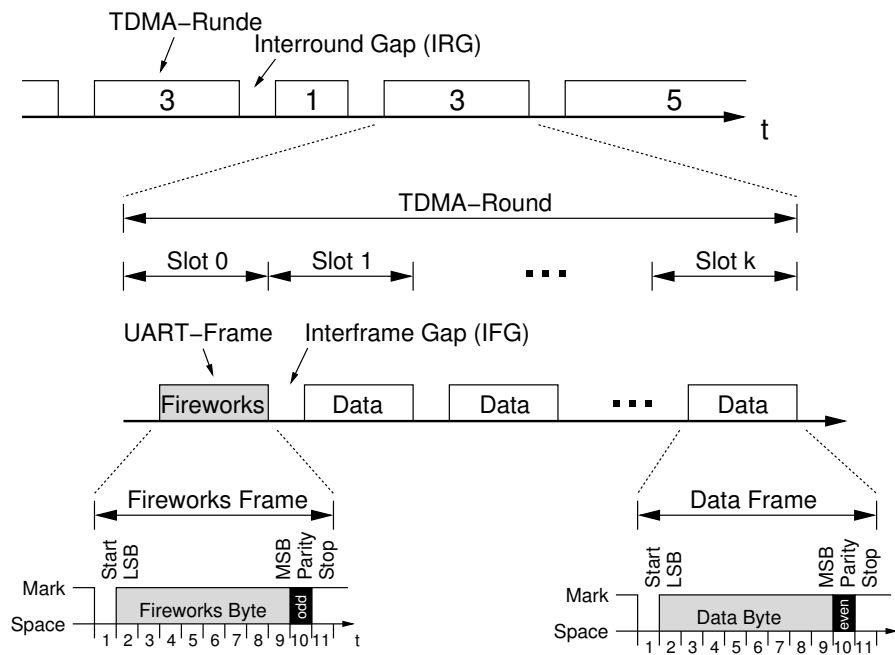 TDMA−Runde
Interround Gap (IRG)
3
1
3
5
t
TDMA−Round
Slot 0
Slot 1
Slot k
UART−Frame
Interframe Gap (IFG)
Fireworks
Data
Data
Data
Fireworks Frame
Data Frame
Start
LSB
MSB
Parity
Stop
Start
LSB
MSB
Parity
Stop
Mark
Fireworks Byte
odd
Space
1 2 3 4 5 6 7 8 9 10 11
t
Mark
Data Byte
even
Space
1 2 3 4 5 6 7 8 9 10 11
t